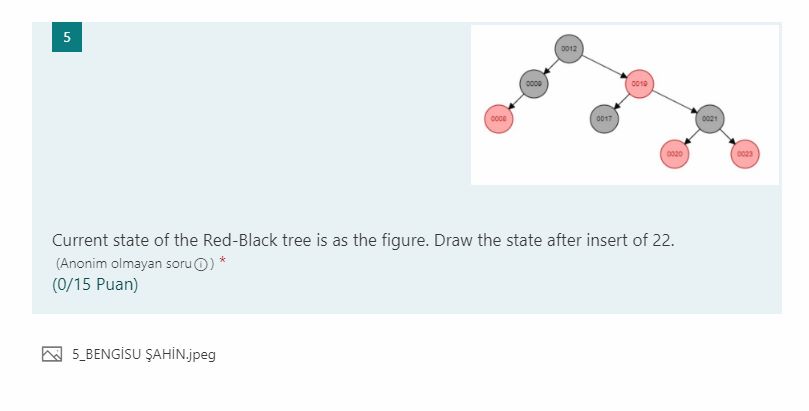 5
0012
0009
0019
0008
0017
0021
0020
0023
Current state of the Red-Black tree is as the figure. Draw the state after insert of 22.
(Anonim olmayan soru ⓘ) *
(0/15 Puan)
5_BENGİSU ŞAHİN.jpeg